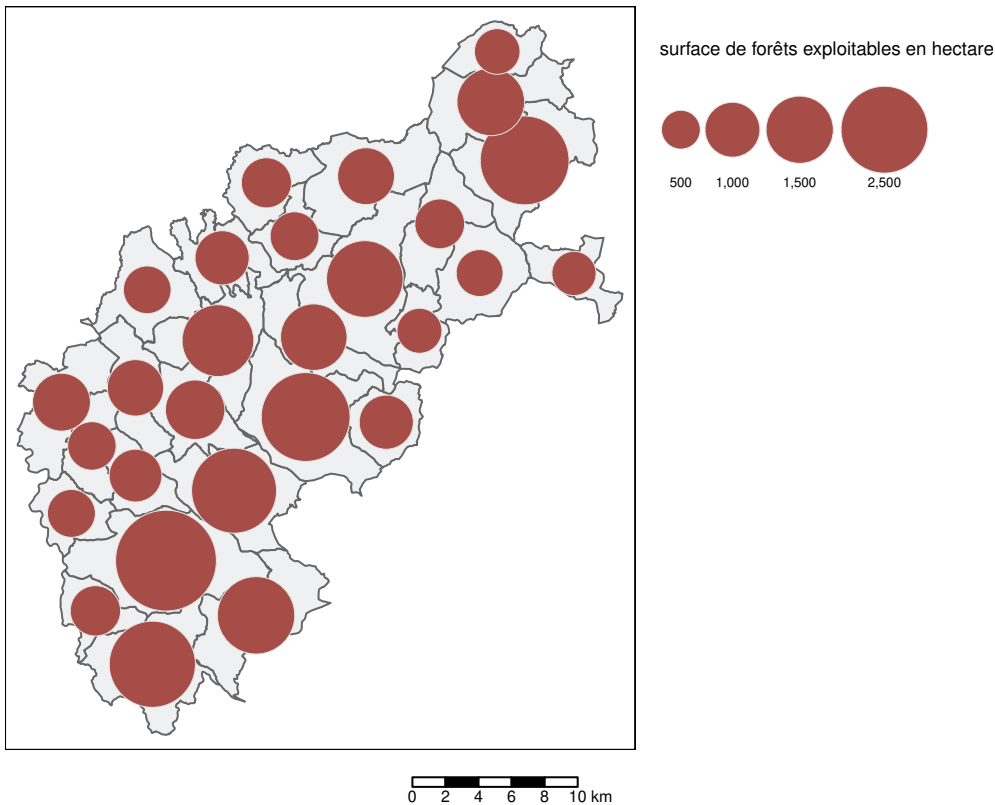 surface de forêts exploitables en hectare
500 1,000 1,500 2,500
0 2 4 6 8 10 km